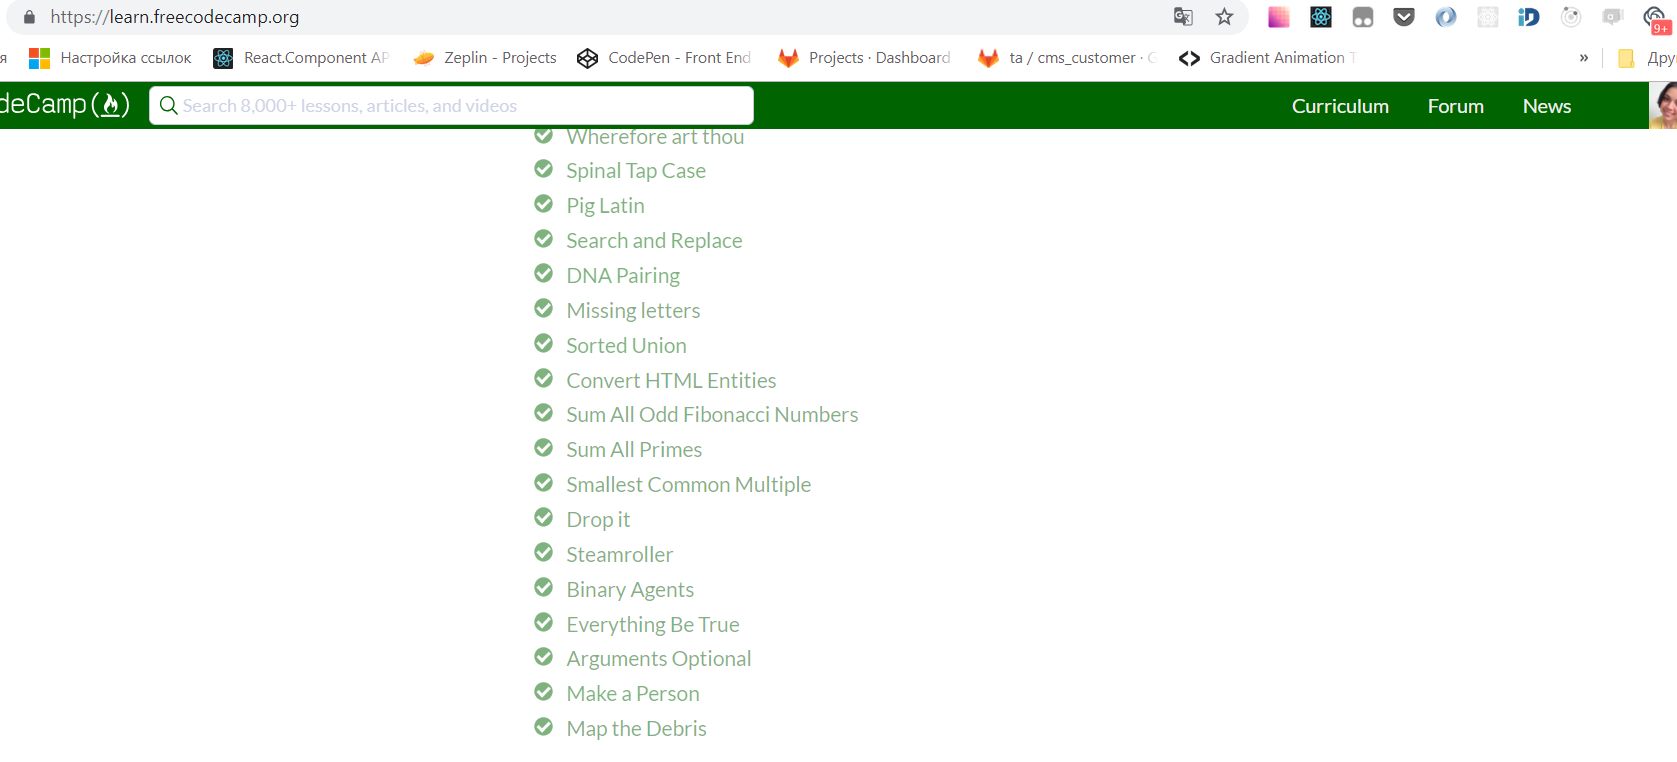 https://learn.freecodecamp.org
9+
я Настройка ссылок React.Component AP Zeplin - Projects CodePen - Front End Projects · Dashboard ta / cms_customer · G Gradient Animation T » Дру
deCamp( ) Search 8,000+ lessons, articles, and videos Curriculum Forum News
Wherefore art thou
Spinal Tap Case
Pig Latin
Search and Replace
DNA Pairing
Missing letters
Sorted Union
Convert HTML Entities
Sum All Odd Fibonacci Numbers
Sum All Primes
Smallest Common Multiple
Drop it
Steamroller
Binary Agents
Everything Be True
Arguments Optional
Make a Person
Map the Debris